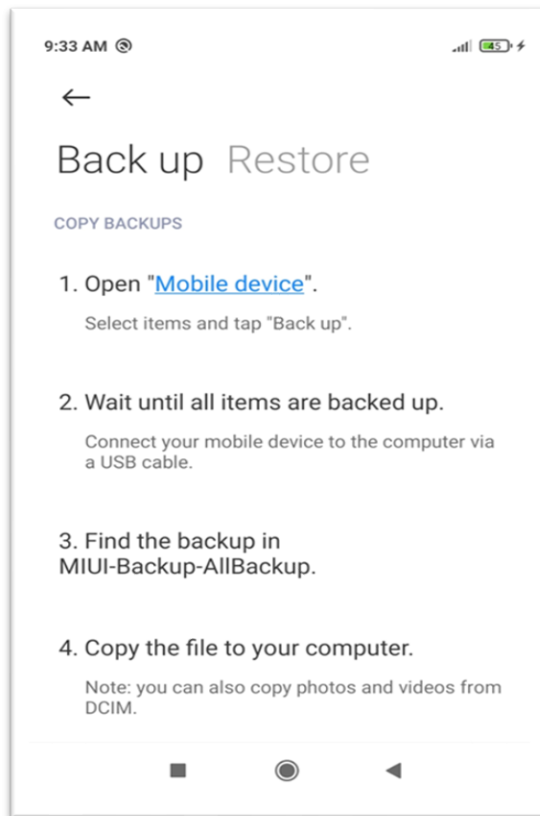 9:33 AM
45
Back up Restore
COPY BACKUPS
1. Open "Mobile device".
Select items and tap "Back up".
2. Wait until all items are backed up.
Connect your mobile device to the computer via
a USB cable.
3. Find the backup in
MIUI-Backup-AllBackup.
4. Copy the file to your computer.
Note: you can also copy photos and videos from
DCIM.